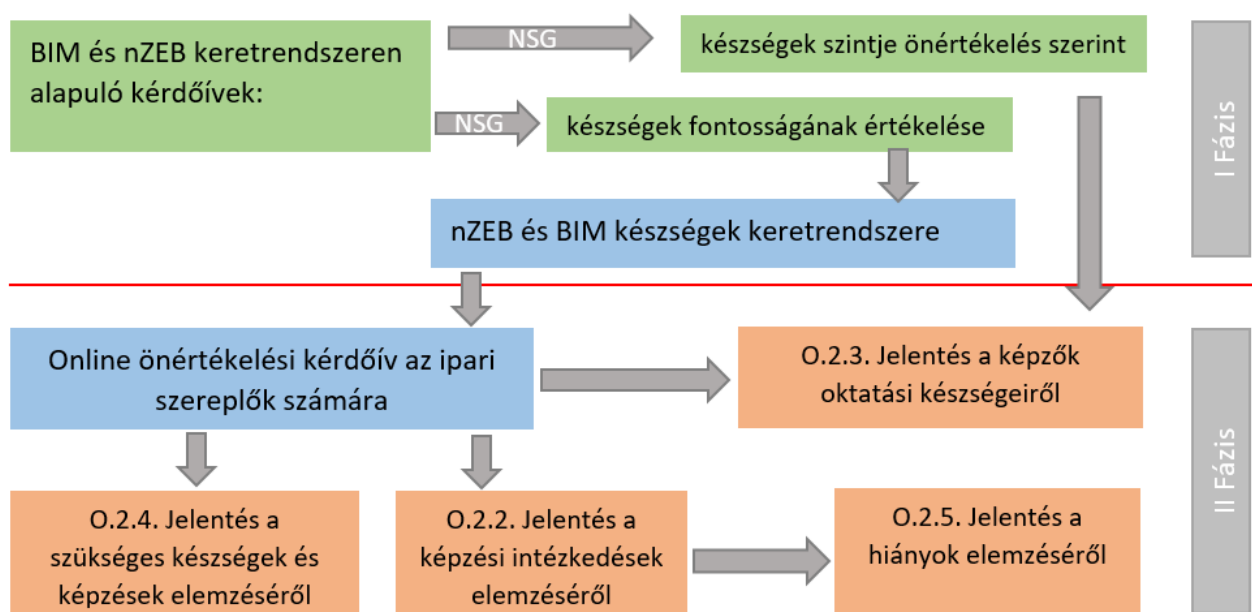 BIM és nZEB keretrendszeren
alapuló kérdőívek:
NSG
készségek szintje önértékelés szerint
NSG
készségek fontosságának értékelése
nZEB és BIM készségek keretrendszere
I Fázis
Online önértékelési kérdőív az ipari
szereplők számára
O.2.3. Jelentés a képzők
oktatási készségeiről
O.2.4. Jelentés a
szükséges készségek és
képzések elemzéséről
O.2.2. Jelentés a
képzési intézkedések
elemzéséről
O.2.5. Jelentés a
hiányok elemzéséről
II Fázis